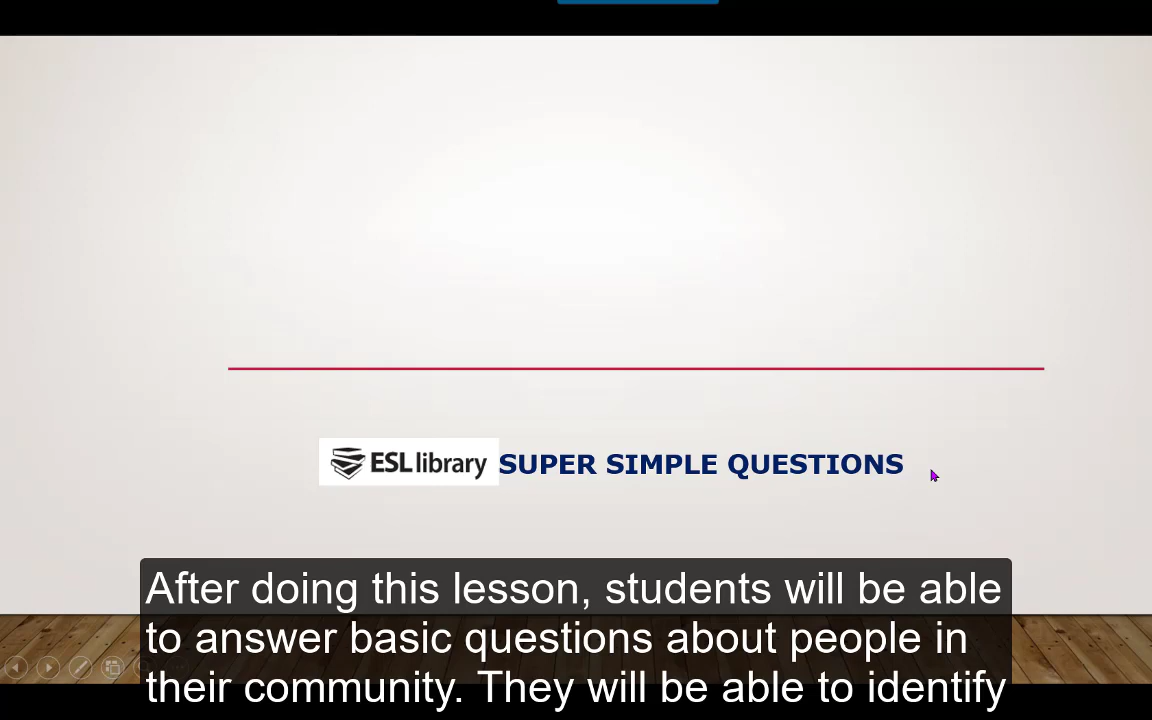 ESL library SUPER SIMPLE QUESTIONS
After doing this lesson, students will be able
to answer basic questions about people in
their community. They will be able to identify